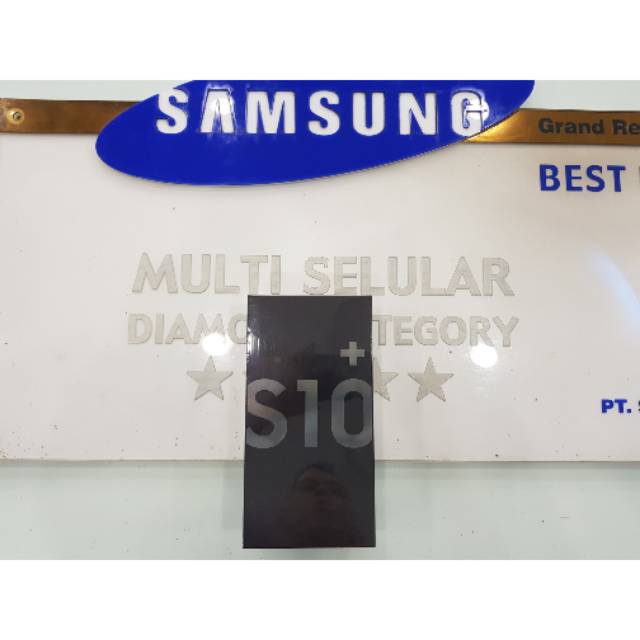 SAMSUNG
Grand Re
BEST
MULTI SELULAR
DIAMO TEGORY
+
S10
PT.